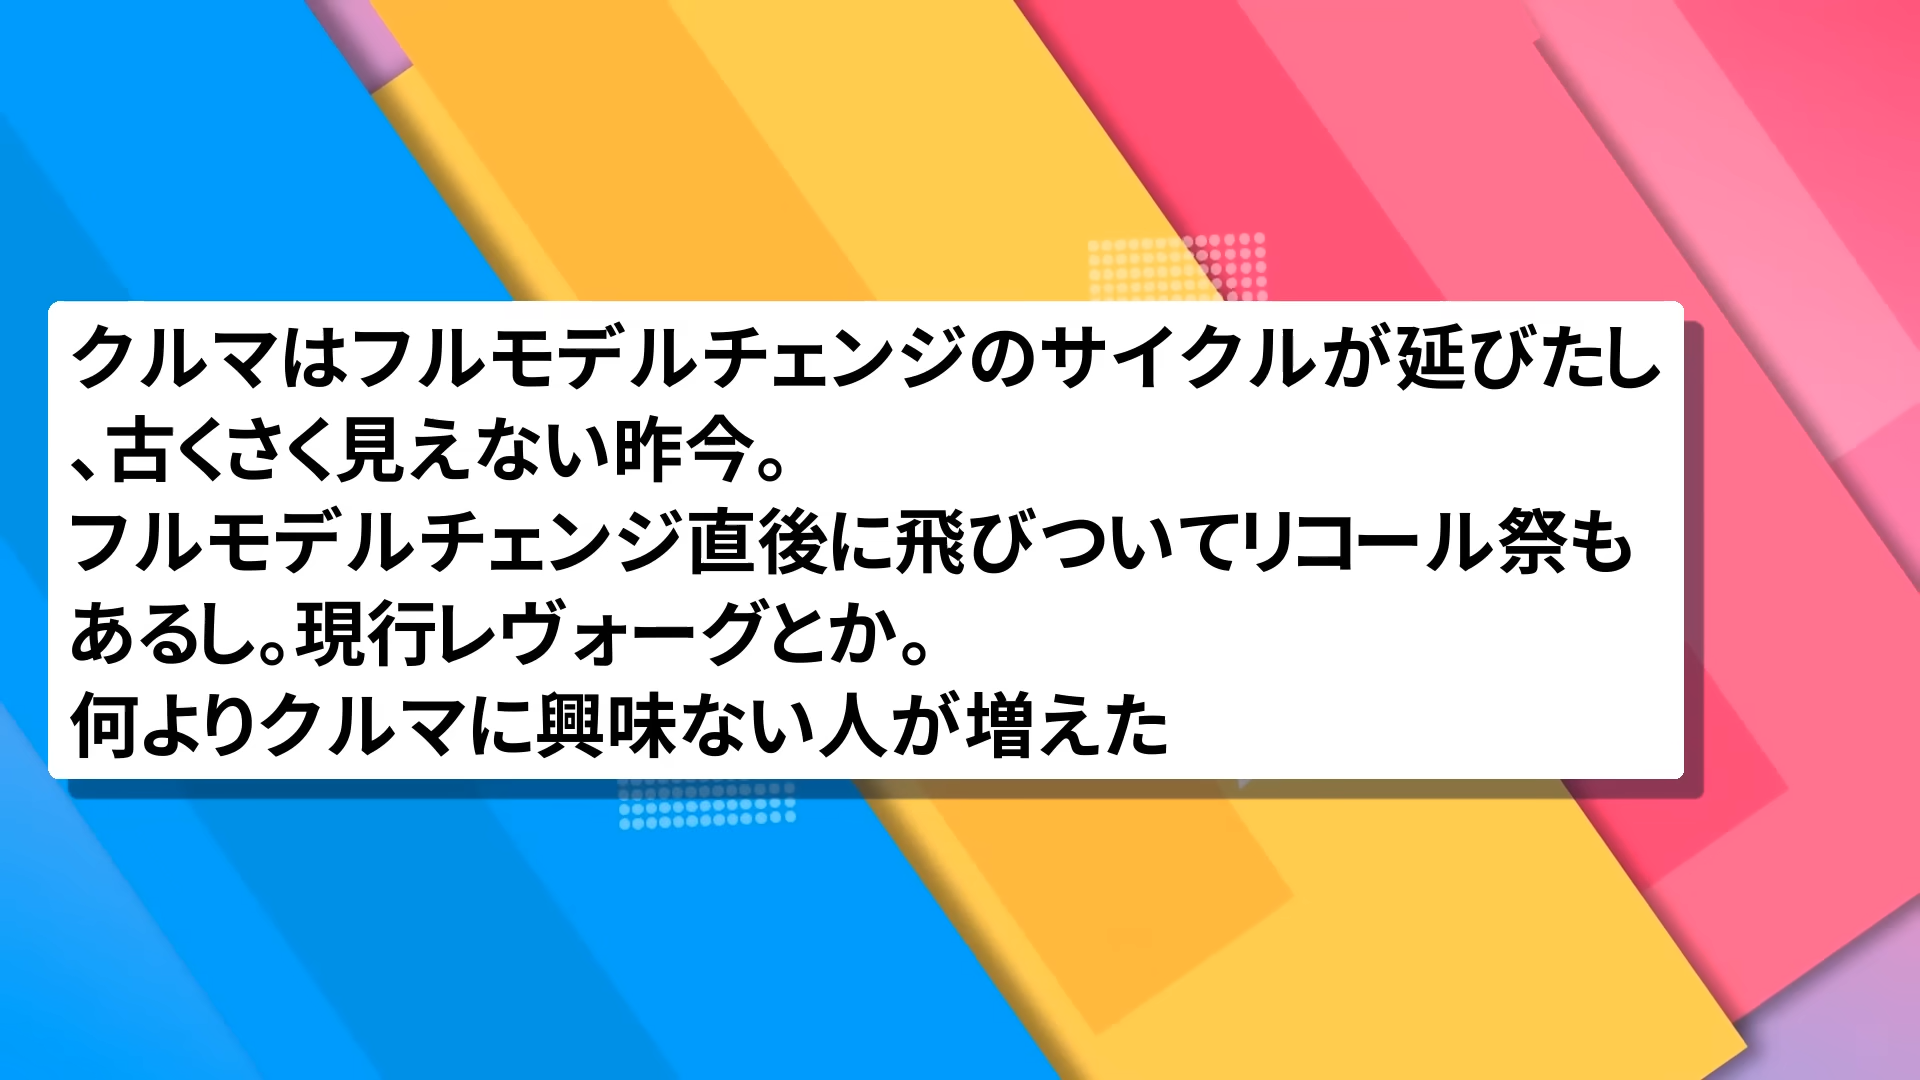 クルマはフルモデルチェンジのサイクルが延びたし
、古くさく見えない昨今。
フルモデルチェンジ直後に飛びついてリコール祭も
あるし。現行レヴォーグとか。
何よりクルマに興味ない人が増えた